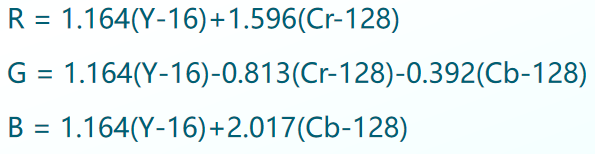 R = 1.164(Y-16)+1.596(Cr-128)
G = 1.164(Y-16)-0.813(Cr-128)-0.392(Cb-128)
B = 1.164(Y-16)+2.017(Cb-128)